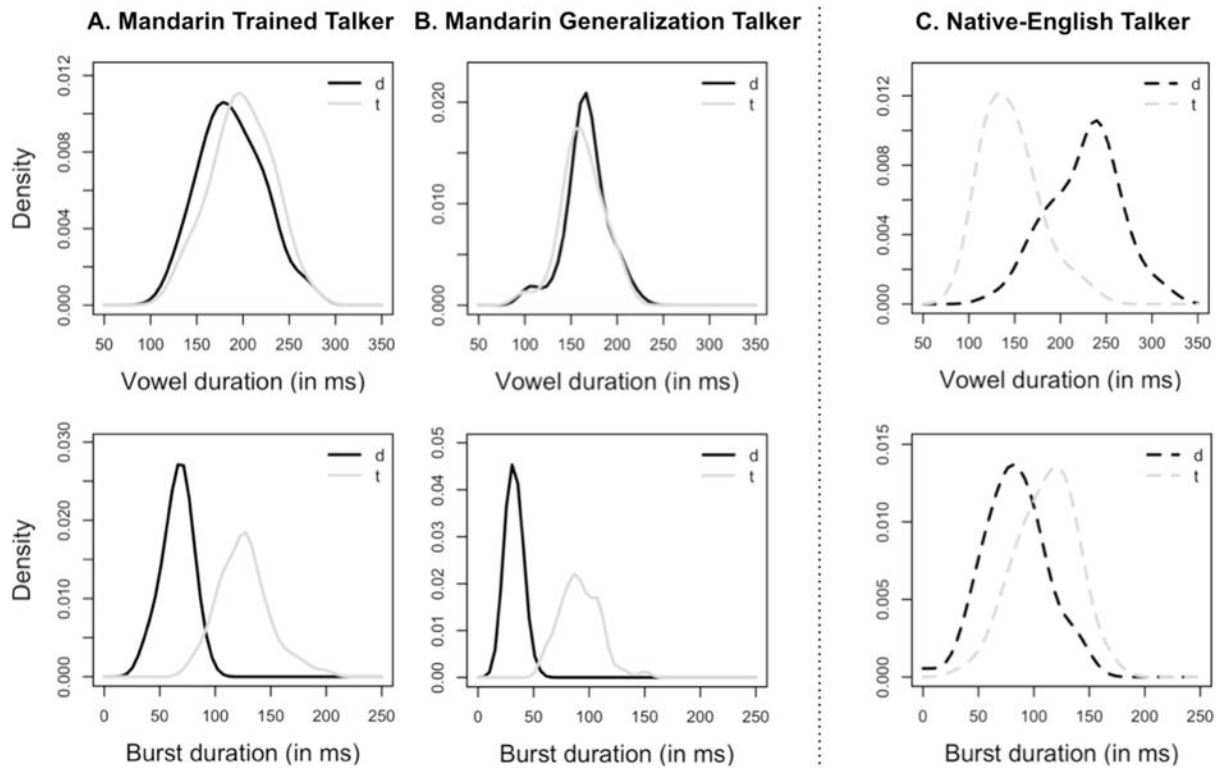 A. Mandarin Trained Talker B. Mandarin Generalization Talker C. Native-English Talker
Density
0.000 0.004 0.008 0.012
d
t
50 100 150 200 250 300 350
Vowel duration (in ms)
0.000 0.010 0.020
d
t
50 100 150 200 250 300 350
Vowel duration (in ms)
0.000 0.004 0.008 0.012
d
t
50 100 150 200 250 300 350
Vowel duration (in ms)
Density
0.000 0.010 0.020 0.030
d
t
0 50 100 150 200 250
Burst duration (in ms)
0.00 0.01 0.02 0.03 0.04 0.05
d
t
0 50 100 150 200 250
Burst duration (in ms)
0.000 0.005 0.010 0.015
d
t
0 50 100 150 200 250
Burst duration (in ms)